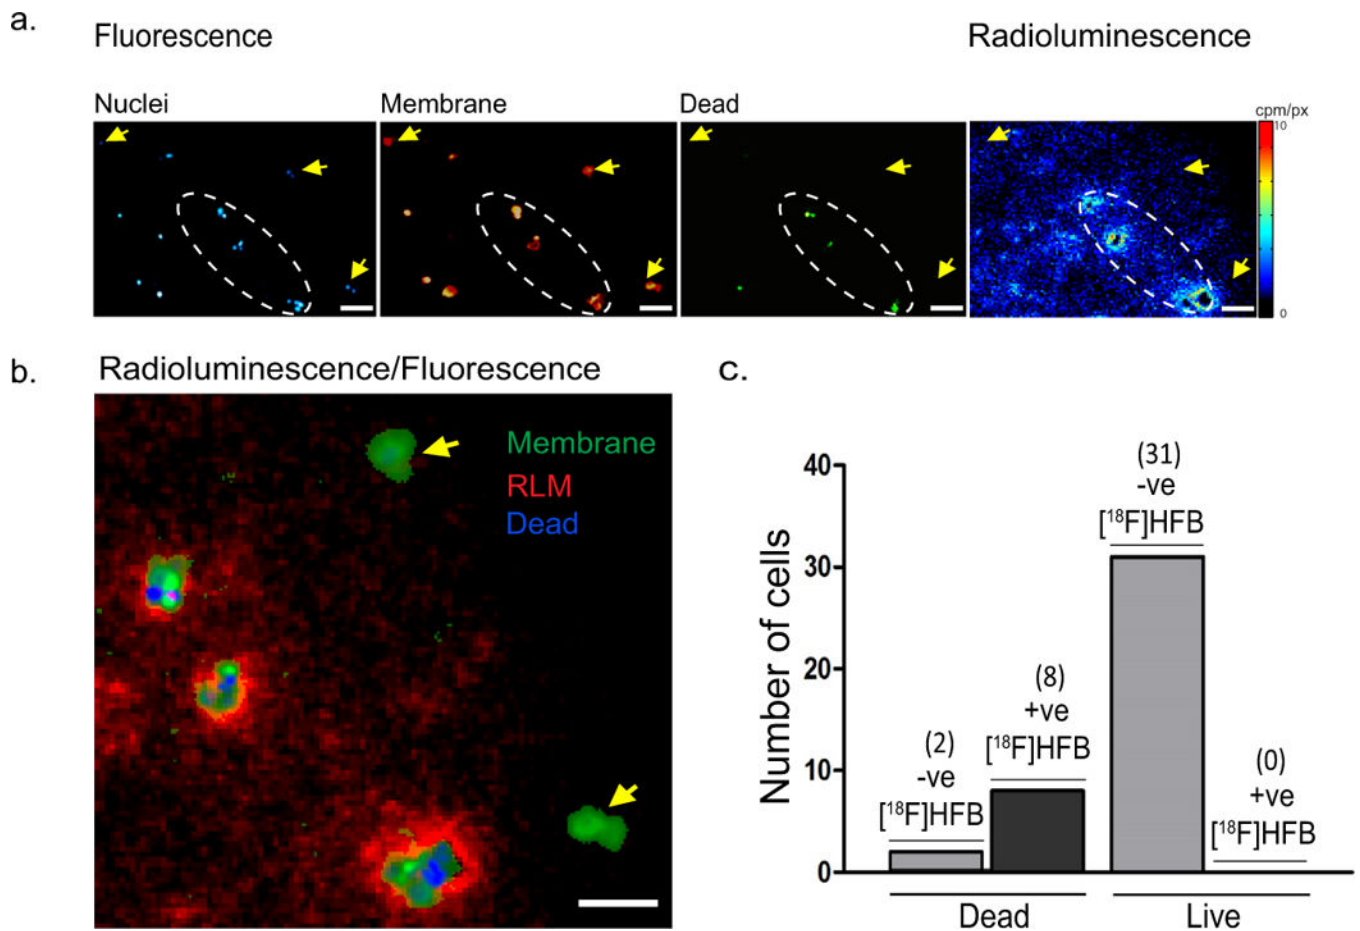 a.
Fluorescence
Radioluminescence
Nuclei
Membrane
Dead
cpm/px
10
0
b.
Radioluminescence/Fluorescence
Membrane
RLM
Dead
c.
Number of cells
40
30
20
10
0
(2)
-ve
[¹⁸F]HFB
(8)
+ve
[¹⁸F]HFB
(31)
-ve
[¹⁸F]HFB
(0)
+ve
[¹⁸F]HFB
Dead
Live